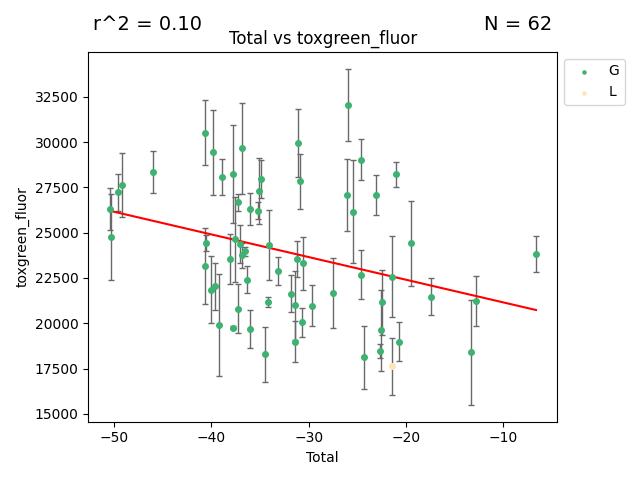 r^2 = 0.10
N = 62
Total vs toxgreen_fluor
G
L
32500
30000
27500
25000
22500
20000
17500
15000
toxgreen_fluor
−50
−40
−30
−20
−10
Total